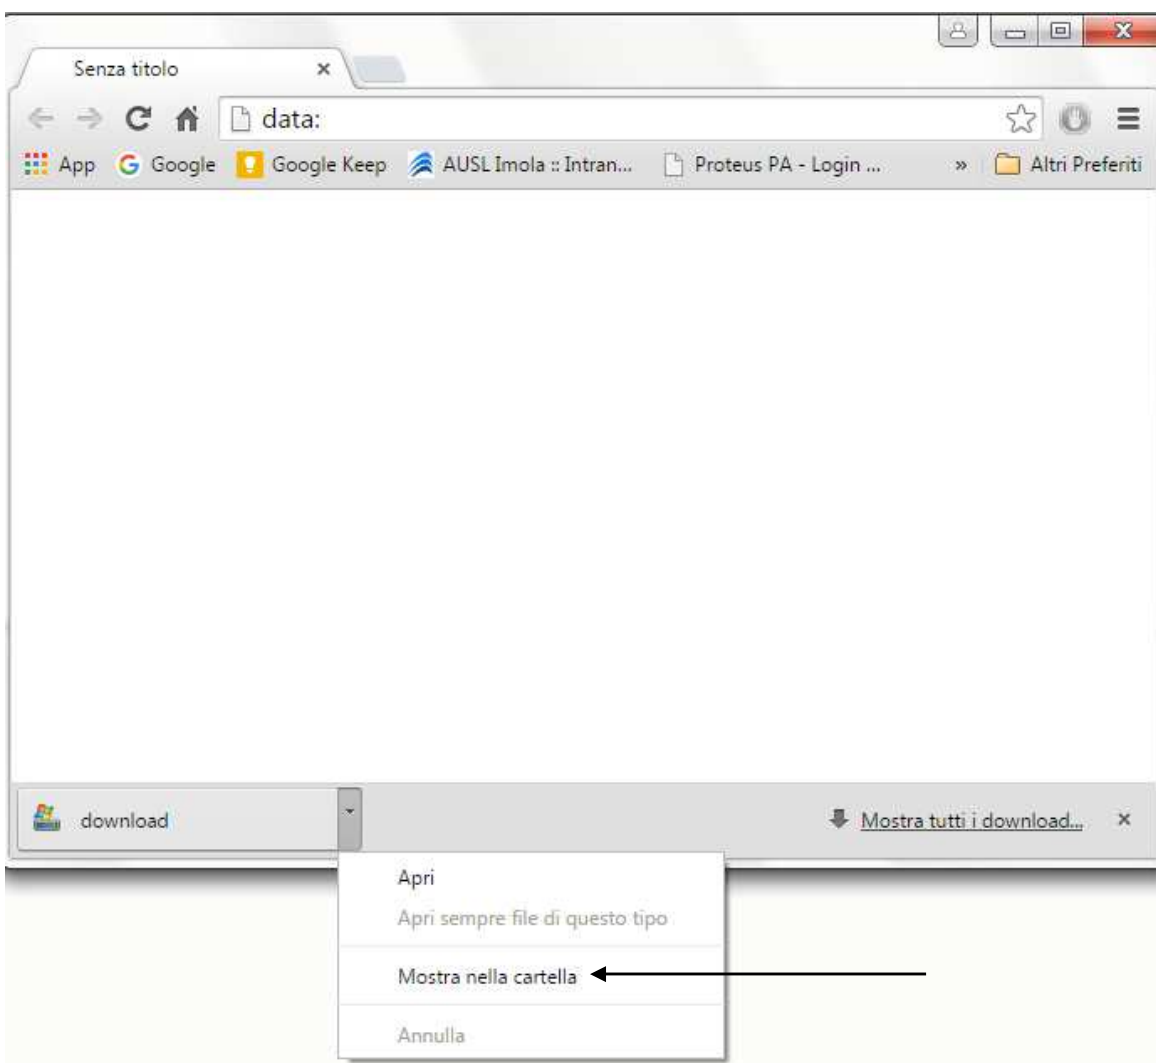 Senza titolo
data:
App Google Google Keep AUSL Imola :: Intran... Proteus PA - Login ... » Altri Preferiti
download Mostra tutti i download...
Apri
Apri sempre file di questo tipo
Mostra nella cartella
Annulla